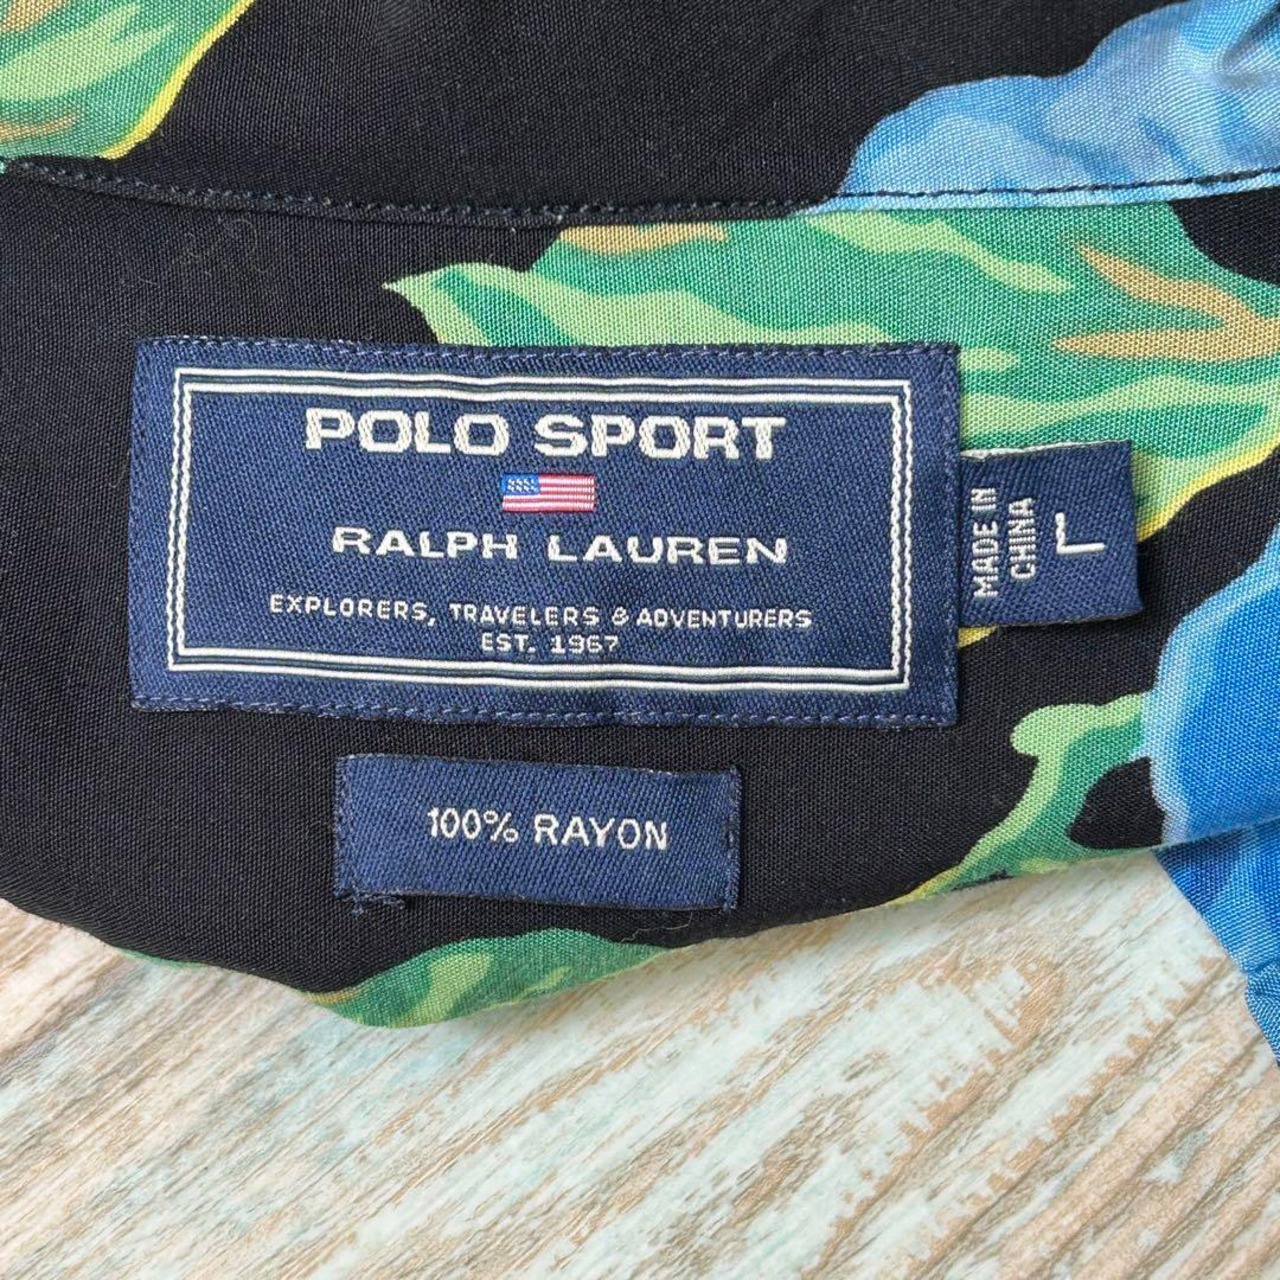 POLO SPORT
RALPH LAUREN
EXPLORERS, TRAVELERS & ADVENTURERS
EST. 1967
MADE IN
CHINA
L
100% RAYON